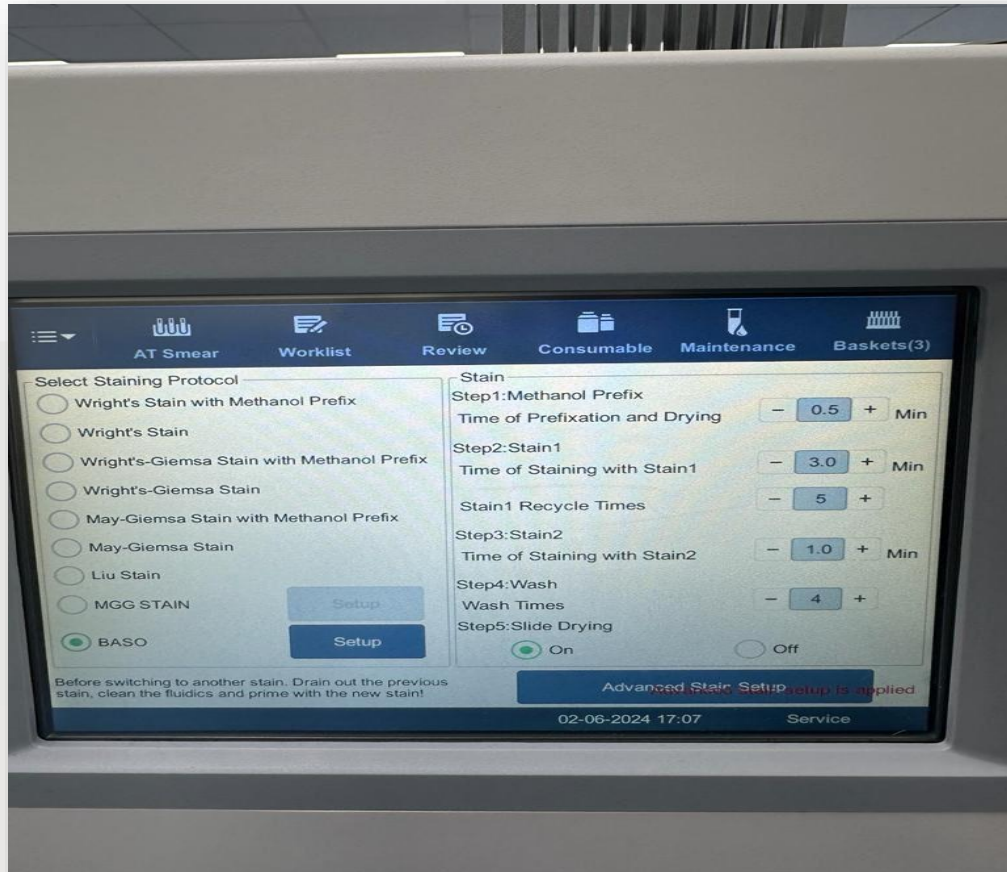 AT Smear
Worklist
Review
Consumable
Maintenance
Baskets(3)
Select Staining Protocol
Wright's Stain with Methanol Prefix
Wright's Stain
Wright's-Giemsa Stain with Methanol Prefix
Wright's-Giemsa Stain
May-Giemsa Stain with Methanol Prefix
May-Giemsa Stain
Liu Stain
MGG STAIN
Setup
BASO
Setup
Before switching to another stain. Drain out the previous
stain, clean the fluidics and prime with the new stain!
Stain
Step1:Methanol Prefix
Time of Prefixation and Drying
− 0.5 + Min
Step2:Stain1
Time of Staining with Stain1
− 3.0 + Min
Stain1 Recycle Times
− 5 +
Step3:Stain2
Time of Staining with Stain2
− 1.0 + Min
Step4:Wash
Wash Times
− 4 +
Step5:Slide Drying
On
Off
Advanced Stain Setup
setup is applied
02-06-2024 17:07
Service